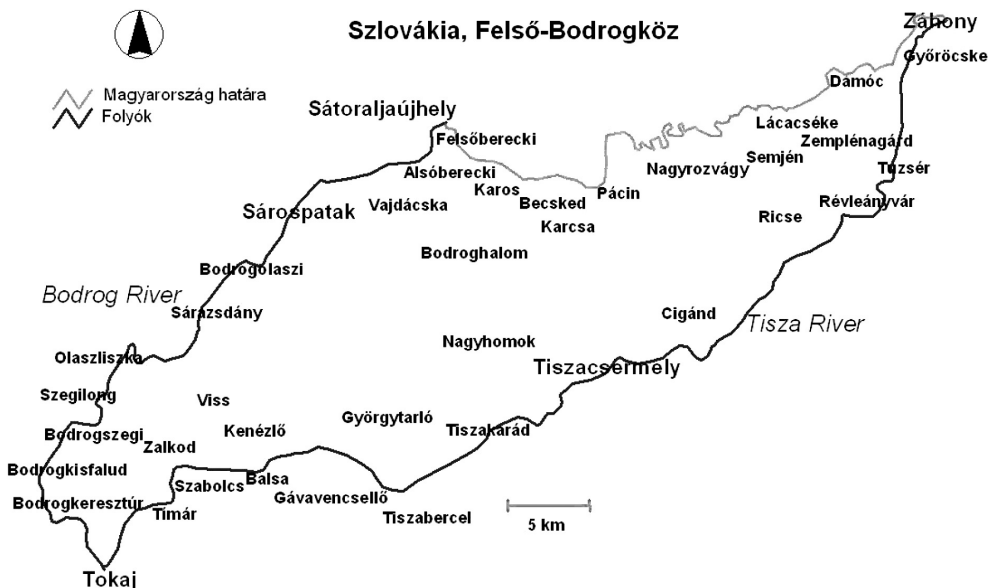 Szlovákia, Felső-Bodrogköz
Záhony
Győröcske
Damóc
Magyarország határa
Folyók
Sátoraljaújhely
Lácacséke
Felsőberecki
Zemplénagárd
Semjén
Nagyrozvágy
Tuzsér
Alsóberecki
Karos
Pácin
Becsked
Révleányvár
Vajdácska
Sárospatak
Ricse
Karcsa
Bodroghalom
Bodrogolaszi
Bodrog River
Sárazsdány
Cigánd
Tisza River
Nagyhomok
Olaszliszka
Tiszacsermely
Szegilong
Viss
Györgytarló
Tiszakarád
Kenézlő
Bodrogszegi
Zalkod
Bodrogkisfalud
Balsa
Szabolcs
Gávavencsellő
Bodrogkeresztúr
Tímár
Tiszabercel
5 km
Tokaj